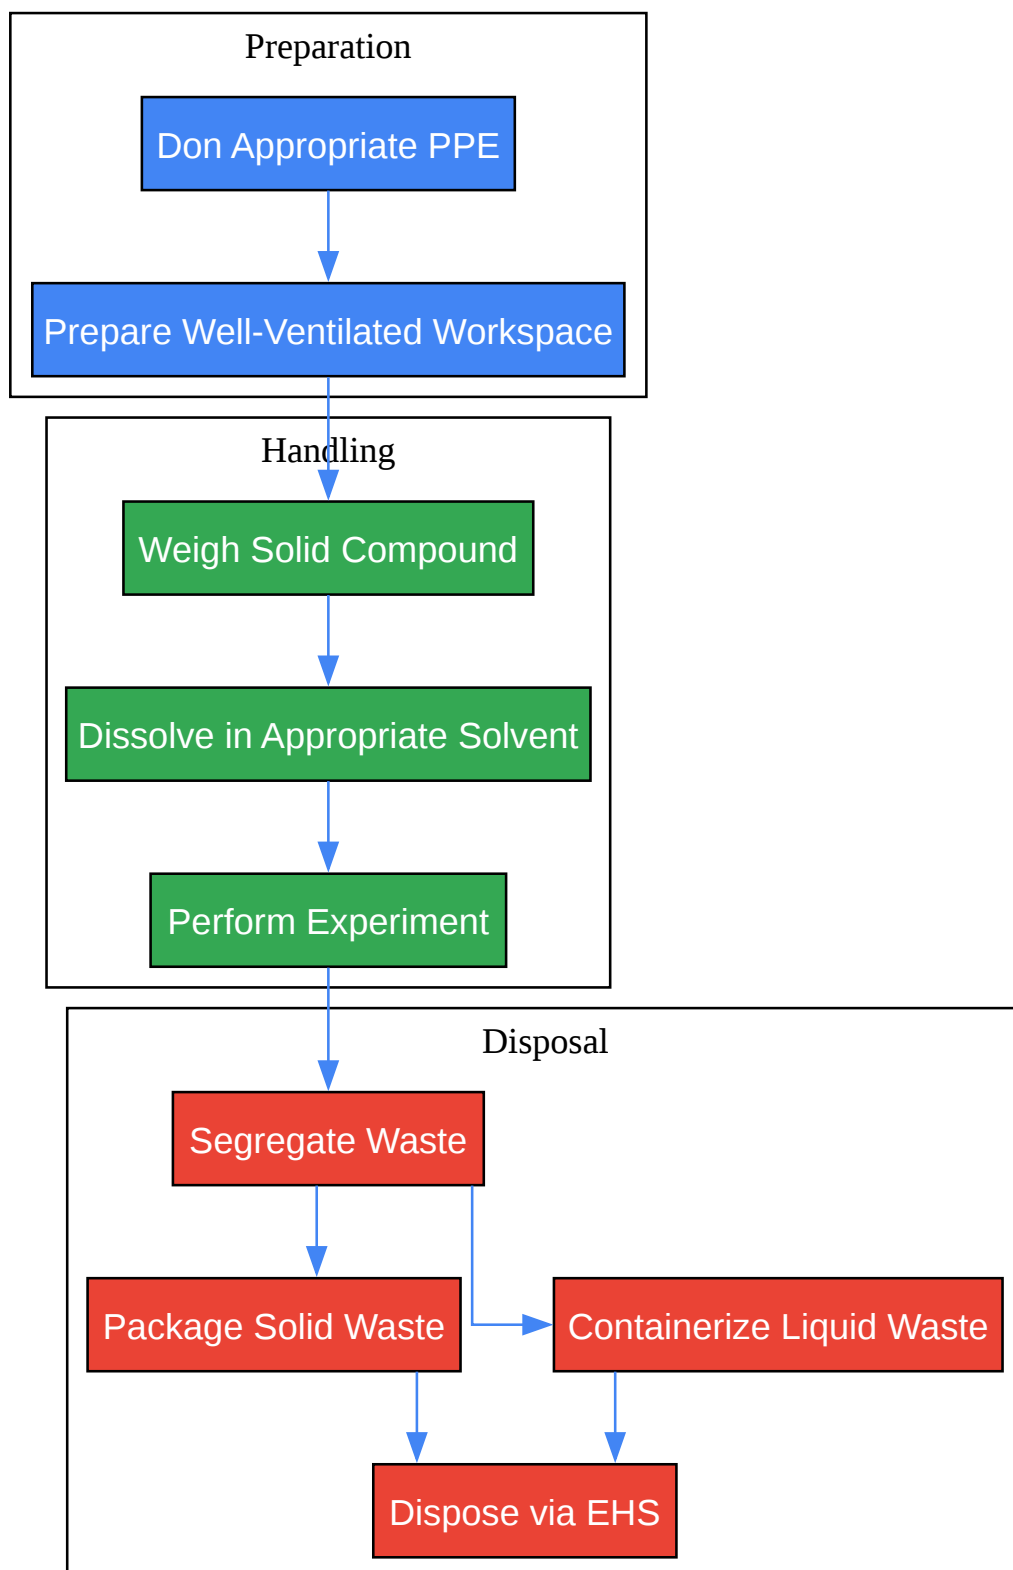 Preparation
Don Appropriate PPE
Prepare Well-Ventilated Workspace
Handling
Weigh Solid Compound
Dissolve in Appropriate Solvent
Perform Experiment
Disposal
Segregate Waste
Package Solid Waste
Containerize Liquid Waste
Dispose via EHS